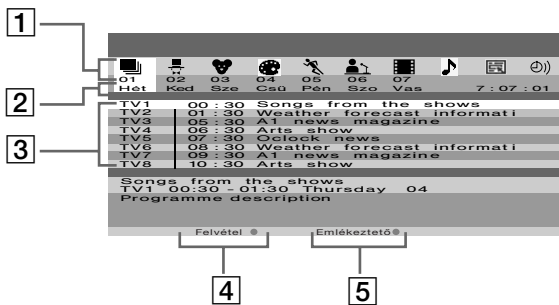 1
01 02 03 04 05 06 07
2
Hét Ked Sze Csü Pén Szo Vas 7:07:01
TV1 00:30 Songs from the shows
TV2 01:30 Weather forecast informati
TV3 05:30 A1 news magazine
3
TV4 06:30 Arts show
TV5 07:30 Oclock news
TV6 08:30 Weather forecast informati
TV7 09:30 A1 news magazine
TV8 10:30 Arts show
Songs from the shows
TV1 00:30 - 01:30 Thursday 04
Programme description
Felvétel Emlékeztető
4 5